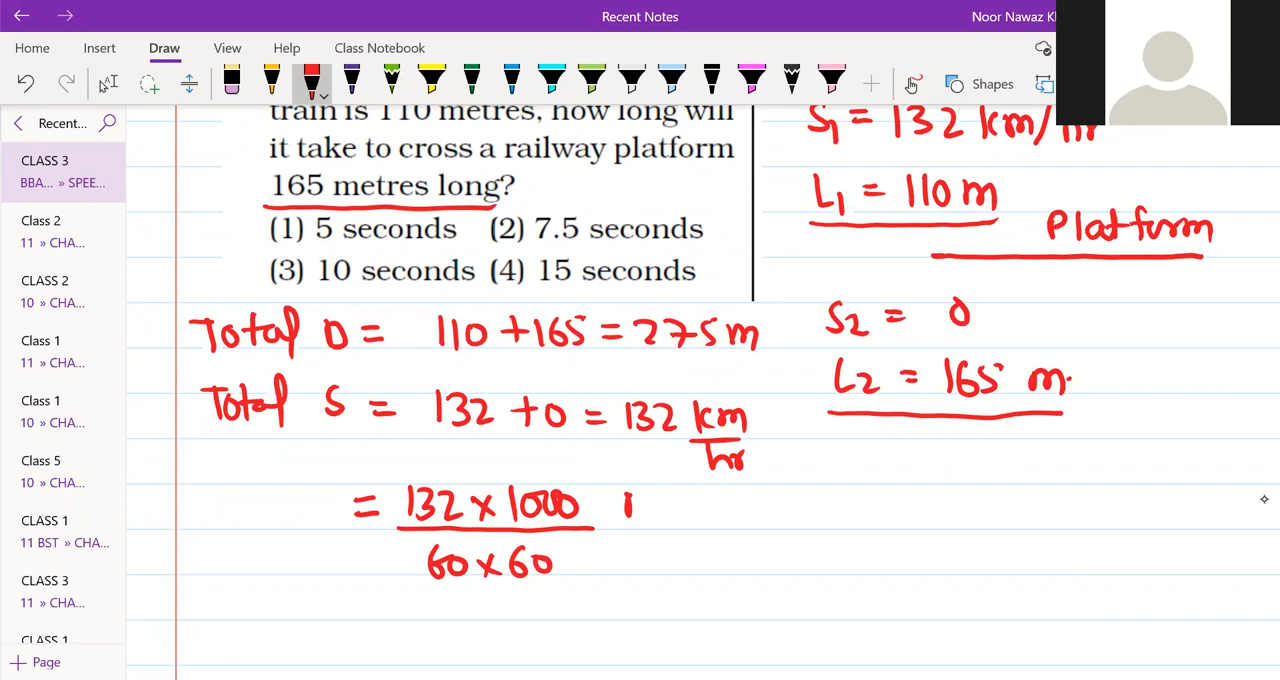 Recent Notes
Noor Nawaz Kh
Home Insert Draw View Help Class Notebook
Shapes
Recent...
CLASS 3
BBA... » SPEE...
Class 2
11 » CHA...
CLASS 2
10 » CHA...
Class 1
11 » CHA...
Class 1
10 » CHA...
Class 5
10 » CHA...
CLASS 1
11 BST » CHA...
CLASS 3
11 » CHA...
CLASS 1
Page
train is 110 metres, how long will
it take to cross a railway platform
165 metres long?
(1) 5 seconds (2) 7.5 seconds
(3) 10 seconds (4) 15 seconds
S1 = 132 km/hr
L1 = 110 m
Platform
S2 = 0
L2 = 165 m.
Total D = 110 + 165 = 275 m
Total S = 132 + 0 = 132 km
hr
= 132 × 1000
60 × 60